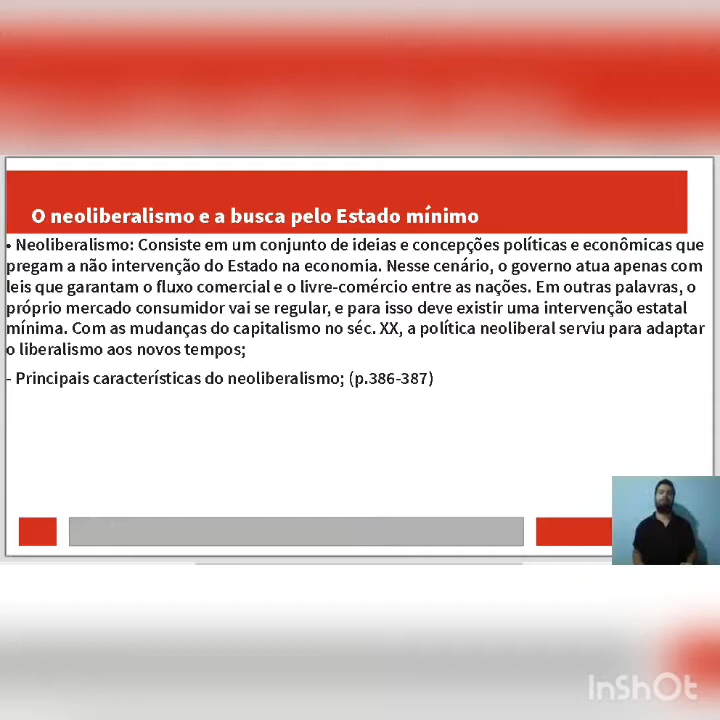 O neoliberalismo e a busca pelo Estado mínimo
• Neoliberalismo: Consiste em um conjunto de ideias e concepções políticas e econômicas que
pregam a não intervenção do Estado na economia. Nesse cenário, o governo atua apenas com
leis que garantam o fluxo comercial e o livre-comércio entre as nações. Em outras palavras, o
próprio mercado consumidor vai se regular, e para isso deve existir uma intervenção estatal
mínima. Com as mudanças do capitalismo no séc. XX, a política neoliberal serviu para adaptar
o liberalismo aos novos tempos;
- Principais características do neoliberalismo; (p.386-387)
InShOt